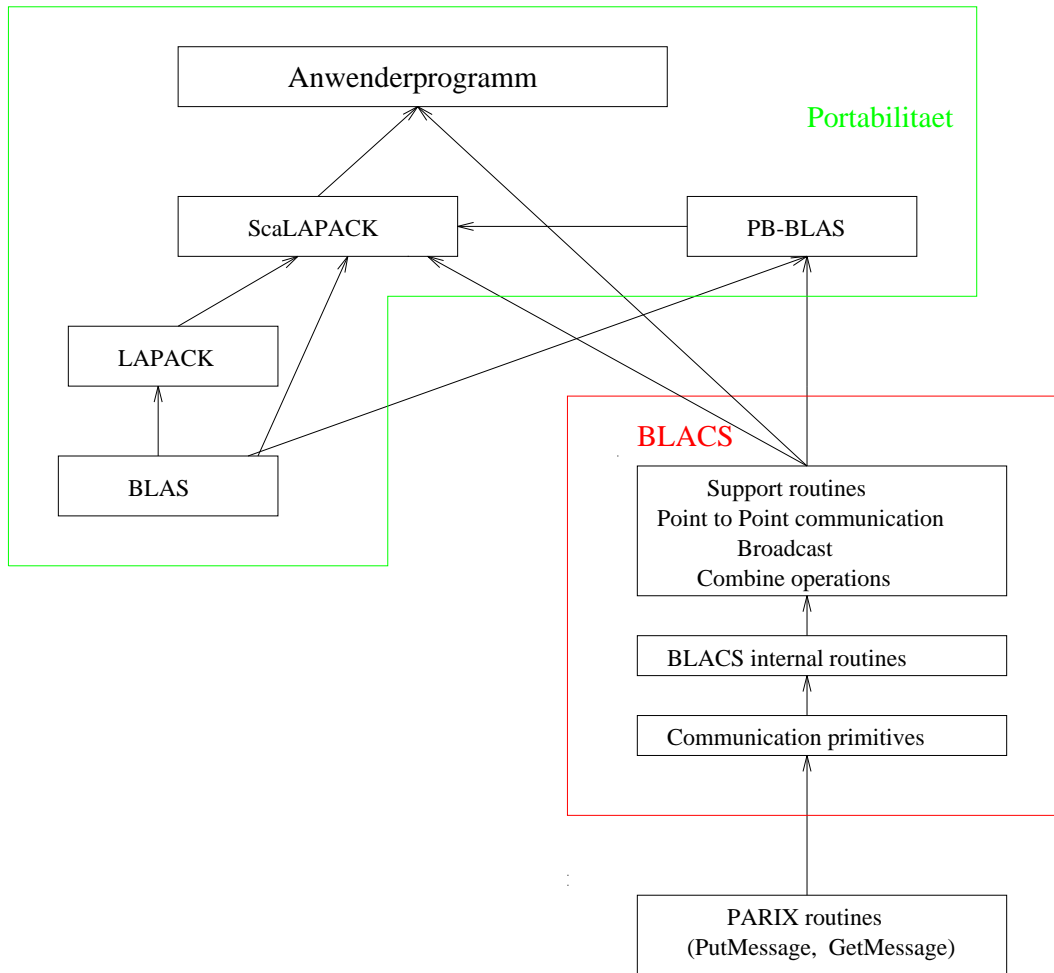 Anwenderprogramm
Portabilitaet
ScaLAPACK
PB-BLAS
LAPACK
BLACS
BLAS
Support routines
Point to Point communication
Broadcast
Combine operations
BLACS internal routines
Communication primitives
PARIX routines
(PutMessage, GetMessage)